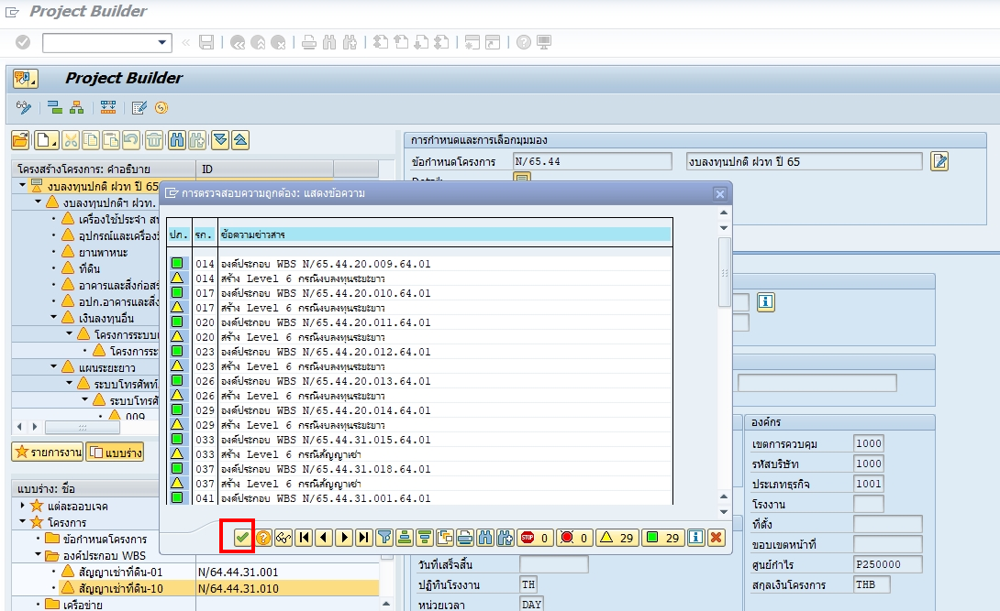 Project Builder
Project Builder
การกำหนดและการเลือกมุมมอง
ข้อกำหนดโครงการ N/65.44 งบลงทุนปกติ ฝวท ปี 65
โครงสร้างโครงการ: คำอธิบาย ID
งบลงทุนปกติ ฝวท ปี 65
งบลงทุนปกติฯ ฝวท.
เครื่องใช้ประจำ
อุปกรณ์และเครื่อง
ยานพาหนะ
ที่ดิน
อาคารและสิ่งก่อ
อปก.อาคารและสิ่ง
เงินลงทุนอื่น
โครงการระบบ
โครงการระ
แผนระยะยาว
ระบบโทรศัพท์
ระบบโทรศั
009
รายการงาน แบบร่าง
แบบร่าง: ชื่อ
แต่ละออบเจค
โครงการ
ข้อกำหนดโครงการ
องค์ประกอบ WBS
สัญญาเช่าที่ดิน-01 N/64.44.31.001
สัญญาเช่าที่ดิน-10 N/64.44.31.010
เครือข่าย
การตรวจสอบความถูกต้อง: แสดงข้อความ
ปภ. รก. ข้อความข่าวสาร
014 องค์ประกอบ WBS N/65.44.20.009.64.01
014 สร้าง Level 6 กรณีงบลงทุนระยะยาว
017 องค์ประกอบ WBS N/65.44.20.010.64.01
017 สร้าง Level 6 กรณีงบลงทุนระยะยาว
020 องค์ประกอบ WBS N/65.44.20.011.64.01
020 สร้าง Level 6 กรณีงบลงทุนระยะยาว
023 องค์ประกอบ WBS N/65.44.20.012.64.01
023 สร้าง Level 6 กรณีงบลงทุนระยะยาว
026 องค์ประกอบ WBS N/65.44.20.013.64.01
026 สร้าง Level 6 กรณีงบลงทุนระยะยาว
029 องค์ประกอบ WBS N/65.44.20.014.64.01
029 สร้าง Level 6 กรณีงบลงทุนระยะยาว
033 องค์ประกอบ WBS N/65.44.31.015.64.01
033 สร้าง Level 6 กรณีสัญญาเช่า
037 องค์ประกอบ WBS N/65.44.31.018.64.01
037 สร้าง Level 6 กรณีสัญญาเช่า
041 องค์ประกอบ WBS N/65.44.31.001.64.01
STOP 0 0 29 29
องค์กร
เขตการควบคุม 1000
รหัสบริษัท 1000
ประเภทธุรกิจ 1001
โรงงาน
ที่ตั้ง
ขอบเขตหน้าที่
ศูนย์กำไร P250000
สกุลเงินโครงการ THB
วันที่เสร็จสิ้น
ปฏิทินโรงงาน TH
หน่วยเวลา DAY